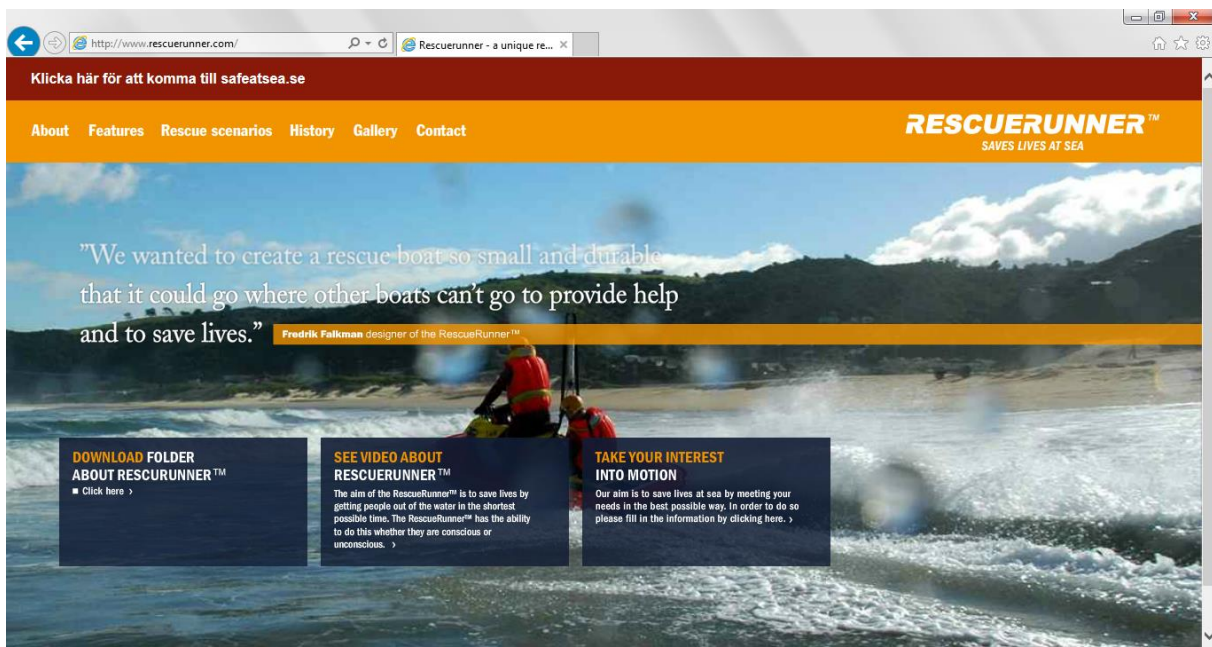 http://www.rescuerunner.com/
Rescuerunner - a unique re...
Klicka här för att komma till safeatsea.se
About Features Rescue scenarios History Gallery Contact
RESCUERUNNER™
SAVES LIVES AT SEA
"We wanted to create a rescue boat so small and durable
that it could go where other boats can't go to provide help
and to save lives."
Fredrik Falkman designer of the RescueRunner™
DOWNLOAD FOLDER
ABOUT RESCURUNNER™
Click here ›
SEE VIDEO ABOUT
RESCUERUNNER™
The aim of the RescueRunner™ is to save lives by
getting people out of the water in the shortest
possible time. The RescueRunner™ has the ability
to do this whether they are conscious or
unconscious. ›
TAKE YOUR INTEREST
INTO MOTION
Our aim is to save lives at sea by meeting your
needs in the best possible way. In order to do so
please fill in the information by clicking here. ›